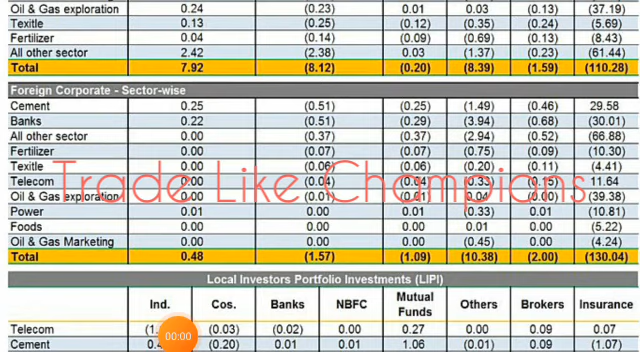 Oil & Gas exploration 0.24 (0.23) 0.01 0.03 (0.13) (37.19)
Texitle 0.13 (0.25) (0.12) (0.35) (0.24) (5.69)
Fertilizer 0.04 (0.14) (0.09) (0.69) (0.13) (8.43)
All other sector 2.42 (2.38) 0.03 (1.37) (0.23) (61.44)
Total 7.92 (8.12) (0.20) (8.39) (1.59) (110.28)
Foreign Corporate - Sector-wise
Cement 0.25 (0.51) (0.25) (1.49) (0.46) 29.58
Banks 0.22 (0.51) (0.29) (3.94) (0.68) (30.01)
All other sector 0.00 (0.37) (0.37) (2.94) (0.52) (66.88)
Fertilizer 0.00 (0.07) (0.07) (0.75) (0.09) (10.30)
Texitle 0.00 (0.06) (0.06) (0.20) (0.11) (4.41)
Trade Like Champions
Telecom 0.00 (0.04) (0.04) (0.33) (0.15) 11.64
Oil & Gas exploration 0.00 (0.01) 0.04 0.00 (39.38)
Power 0.01 0.00 0.01 (0.33) 0.01 (10.81)
Foods 0.00 0.00 0.00 0.01 0.00 (5.22)
Oil & Gas Marketing 0.00 0.00 0.00 (0.45) 0.00 (4.24)
Total 0.48 (1.57) (1.09) (10.38) (2.00) (130.04)
Local Investors Portfolio Investments (LIPI)
Ind. Cos. Banks NBFC Mutual Funds Others Brokers Insurance
Telecom (0.03) (0.02) 0.00 0.27 0.00 0.09 0.07
Cement (0.20) 0.01 0.01 1.06 (0.01) 0.09 (1.07)
00:00